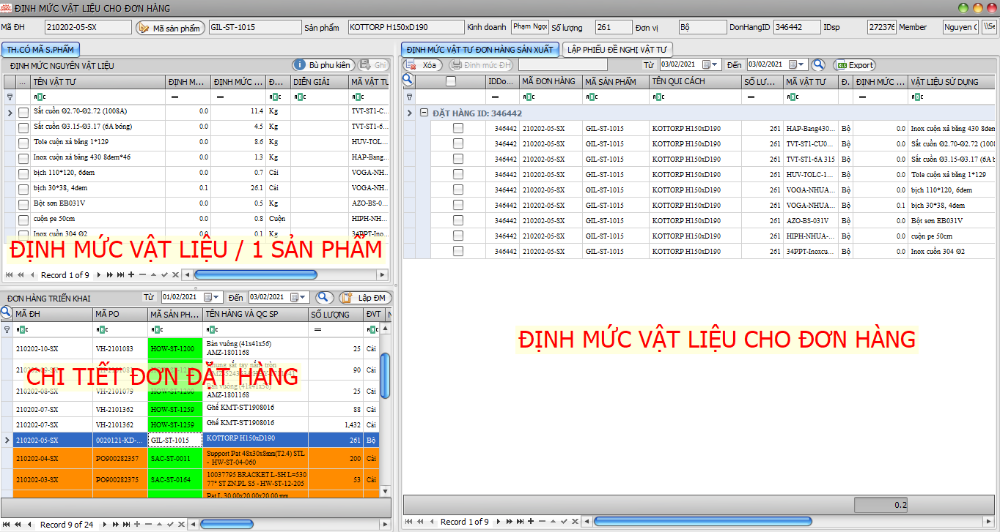 ĐỊNH MỨC VẬT LIỆU CHO ĐƠN HÀNG
Mã ĐH 210202-05-SX Mã sản phẩm GIL-ST-1015 Sản phẩm KOTTORP H150xD190 Kinh doanh Phạm Ngọc Số lượng 261 Đơn vị Bộ DonHangID 346442 IDsp 272376 Member Nguyen \\Se
TH.CÓ MÃ S.PHẨM
ĐỊNH MỨC NGUYÊN VẬT LIỆU Bù phu kiên Ghi
... TÊN VẬT TƯ ĐỊNH M... ĐỊNH MỨC ... Đ... DIỄN GIẢI MÃ VẬT TƯ
Sắt cuồn Ø2.70-Ø2.72 (1008A) 0.0 11.4 Kg TVT-ST1-C...
Sắt cuồn Ø3.15-Ø3.17 (6A bóng) 0.0 4.5 Kg TVT-ST1-6...
Tole cuộn xả băng 1*129 0.0 8.6 Kg HUV-TOL...
Inox cuộn xả băng 430 8dem*46 0.0 1.3 Kg HAP-Bang...
bịch 110*120, 6dem 0.0 0.7 Cái VOGA-NH...
bịch 30*38, 4dem 0.1 26.1 Cái VOGA-NH...
Bột sơn EB031V 0.0 0.5 Kg AZO-BS-0...
cuộn pe 50cm 0.0 0.8 Cuộn HIPH-NH...
Inox cuồn 304 Ø2 0.0 0.1 Kg 34PPT-Ino...
ĐỊNH MỨC VẬT LIỆU / 1 SẢN PHẨM
Record 1 of 9
ĐƠN HÀNG TRIỂN KHAI Từ 01/02/2021 Đến 03/02/2021 Lập ĐM
MÃ ĐH MÃ PO MÃ SẢN PH... TÊN HÀNG VÀ QC SP SỐ LƯỢNG ĐVT
210202-10-SX VH-2101083 HOW-ST-1200 Bàn vuông (41x41x56) AMZ-1801168 25 Cái
90 Cái
CHI TIẾT ĐƠN ĐẶT HÀNG
210202-08-SX VH-2101079 HOW-ST-1200 Bàn vuông (41x41x56) AMZ-1801168 25 Cái
210202-07-SX VH-2101362 HOW-ST-1259 Ghế KMT-ST1908016 88 Cái
210202-07-SX VH-2101362 HOW-ST-1259 Ghế KMT-ST1908016 1,432 Cái
210202-05-SX 0020121-KD-... GIL-ST-1015 KOTTORP H150xD190 261 Bộ
210202-04-SX PO900282357 SAC-ST-0011 Support Pat 48x30x8mm(T2.4) STL - HW-ST-04-060 200 Cái
210202-03-SX PO900282375 SAC-ST-0164 10037795 BRACKET L-SH L=530 77° ST ZN.PL S5 - HW-ST-12-205 53 Cái
Pat L 30.00x20.00x20.00 mm
Record 9 of 24
ĐỊNH MỨC VẬT TƯ ĐƠN HÀNG SẢN XUẤT LẬP PHIẾU ĐỀ NGHỊ VẬT TƯ
Xóa Đinh mức ĐH Từ 03/02/2021 Đến 03/02/2021 Export
IDDo... MÃ ĐƠN HÀNG MÃ SẢN PHẨM TÊN QUI CÁCH SỐ LƯ... MÃ VẬT TƯ Đ. ĐỊNH MỨC ... VẬT LIỆU SỬ DỤNG
ĐẶT HÀNG ID: 346442
346442 210202-05-SX GIL-ST-1015 KOTTORP H150xD190 261 HAP-Bang430... Bộ 0.0 Inox cuộn xả băng 430 8dem
346442 210202-05-SX GIL-ST-1015 KOTTORP H150xD190 261 TVT-ST1-CU0... Bộ 0.0 Sắt cuồn Ø2.70-Ø2.72 (1008
346442 210202-05-SX GIL-ST-1015 KOTTORP H150xD190 261 TVT-ST1-6A 315 Bộ 0.0 Sắt cuồn Ø3.15-Ø3.17 (6A b
346442 210202-05-SX GIL-ST-1015 KOTTORP H150xD190 261 HUV-TOLC-1... Bộ 0.0 Tole cuộn xả băng 1*129
346442 210202-05-SX GIL-ST-1015 KOTTORP H150xD190 261 VOGA-NHUA... Bộ 0.0 bịch 110*120, 6dem
346442 210202-05-SX GIL-ST-1015 KOTTORP H150xD190 261 VOGA-NHUA... Bộ 0.1 bịch 30*38, 4dem
346442 210202-05-SX GIL-ST-1015 KOTTORP H150xD190 261 AZO-BS-031V Bộ 0.0 Bột sơn EB031V
346442 210202-05-SX GIL-ST-1015 KOTTORP H150xD190 261 HIPH-NHUA-... Bộ 0.0 cuộn pe 50cm
346442 210202-05-SX GIL-ST-1015 KOTTORP H150xD190 261 34PPT-Inoxcu... Bộ 0.0 Inox cuồn 304 Ø2
ĐỊNH MỨC VẬT LIỆU CHO ĐƠN HÀNG
0.2
Record 1 of 9